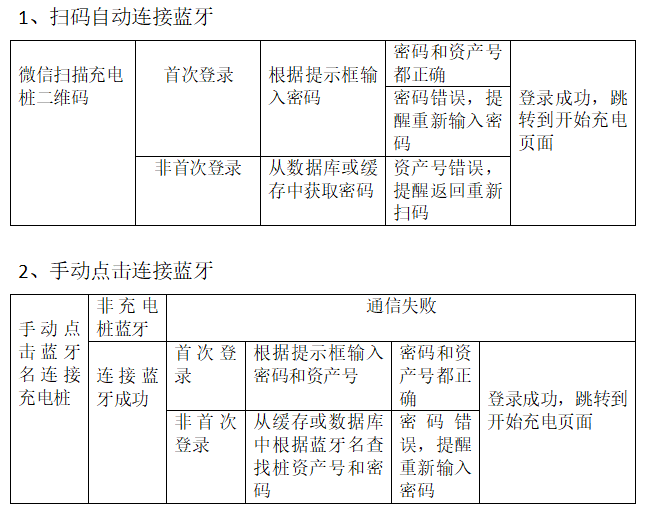 1、扫码自动连接蓝牙
微信扫描充电
桩二维码
首次登录
根据提示框输
入密码
密码和资产号
都正确
密码错误，提
醒重新输入密
码
登录成功，跳
转到开始充电
页面
非首次登录
从数据库或缓
存中获取密码
资产号错误，
提醒返回重新
扫码
2、手动点击连接蓝牙
手动点
击蓝牙
名连接
充电桩
非充电
桩蓝牙
通信失败
连接蓝
牙成功
首次登
录
根据提示框输入
密码和资产号
密码和资
产号都正
确
登录成功，跳转到
开始充电页面
非首次
登录
从缓存或数据库
中根据蓝牙名查
找桩资产号和密
码
密码错
误，提醒
重新输入
密码